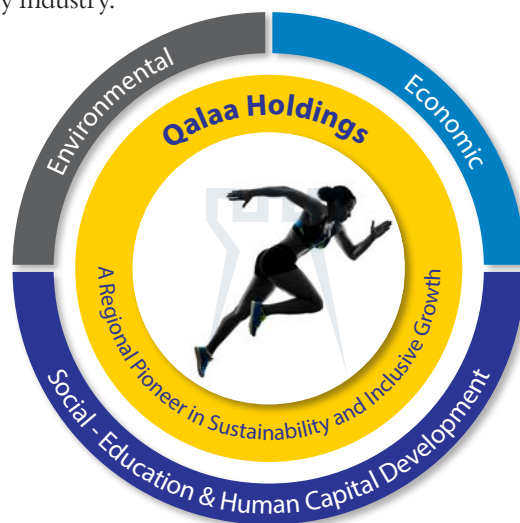 y industry.
Environmental
Economic
Qalaa Holdings
A Regional Pioneer in Sustainability and Inclusive Growth
Social - Education & Human Capital Development